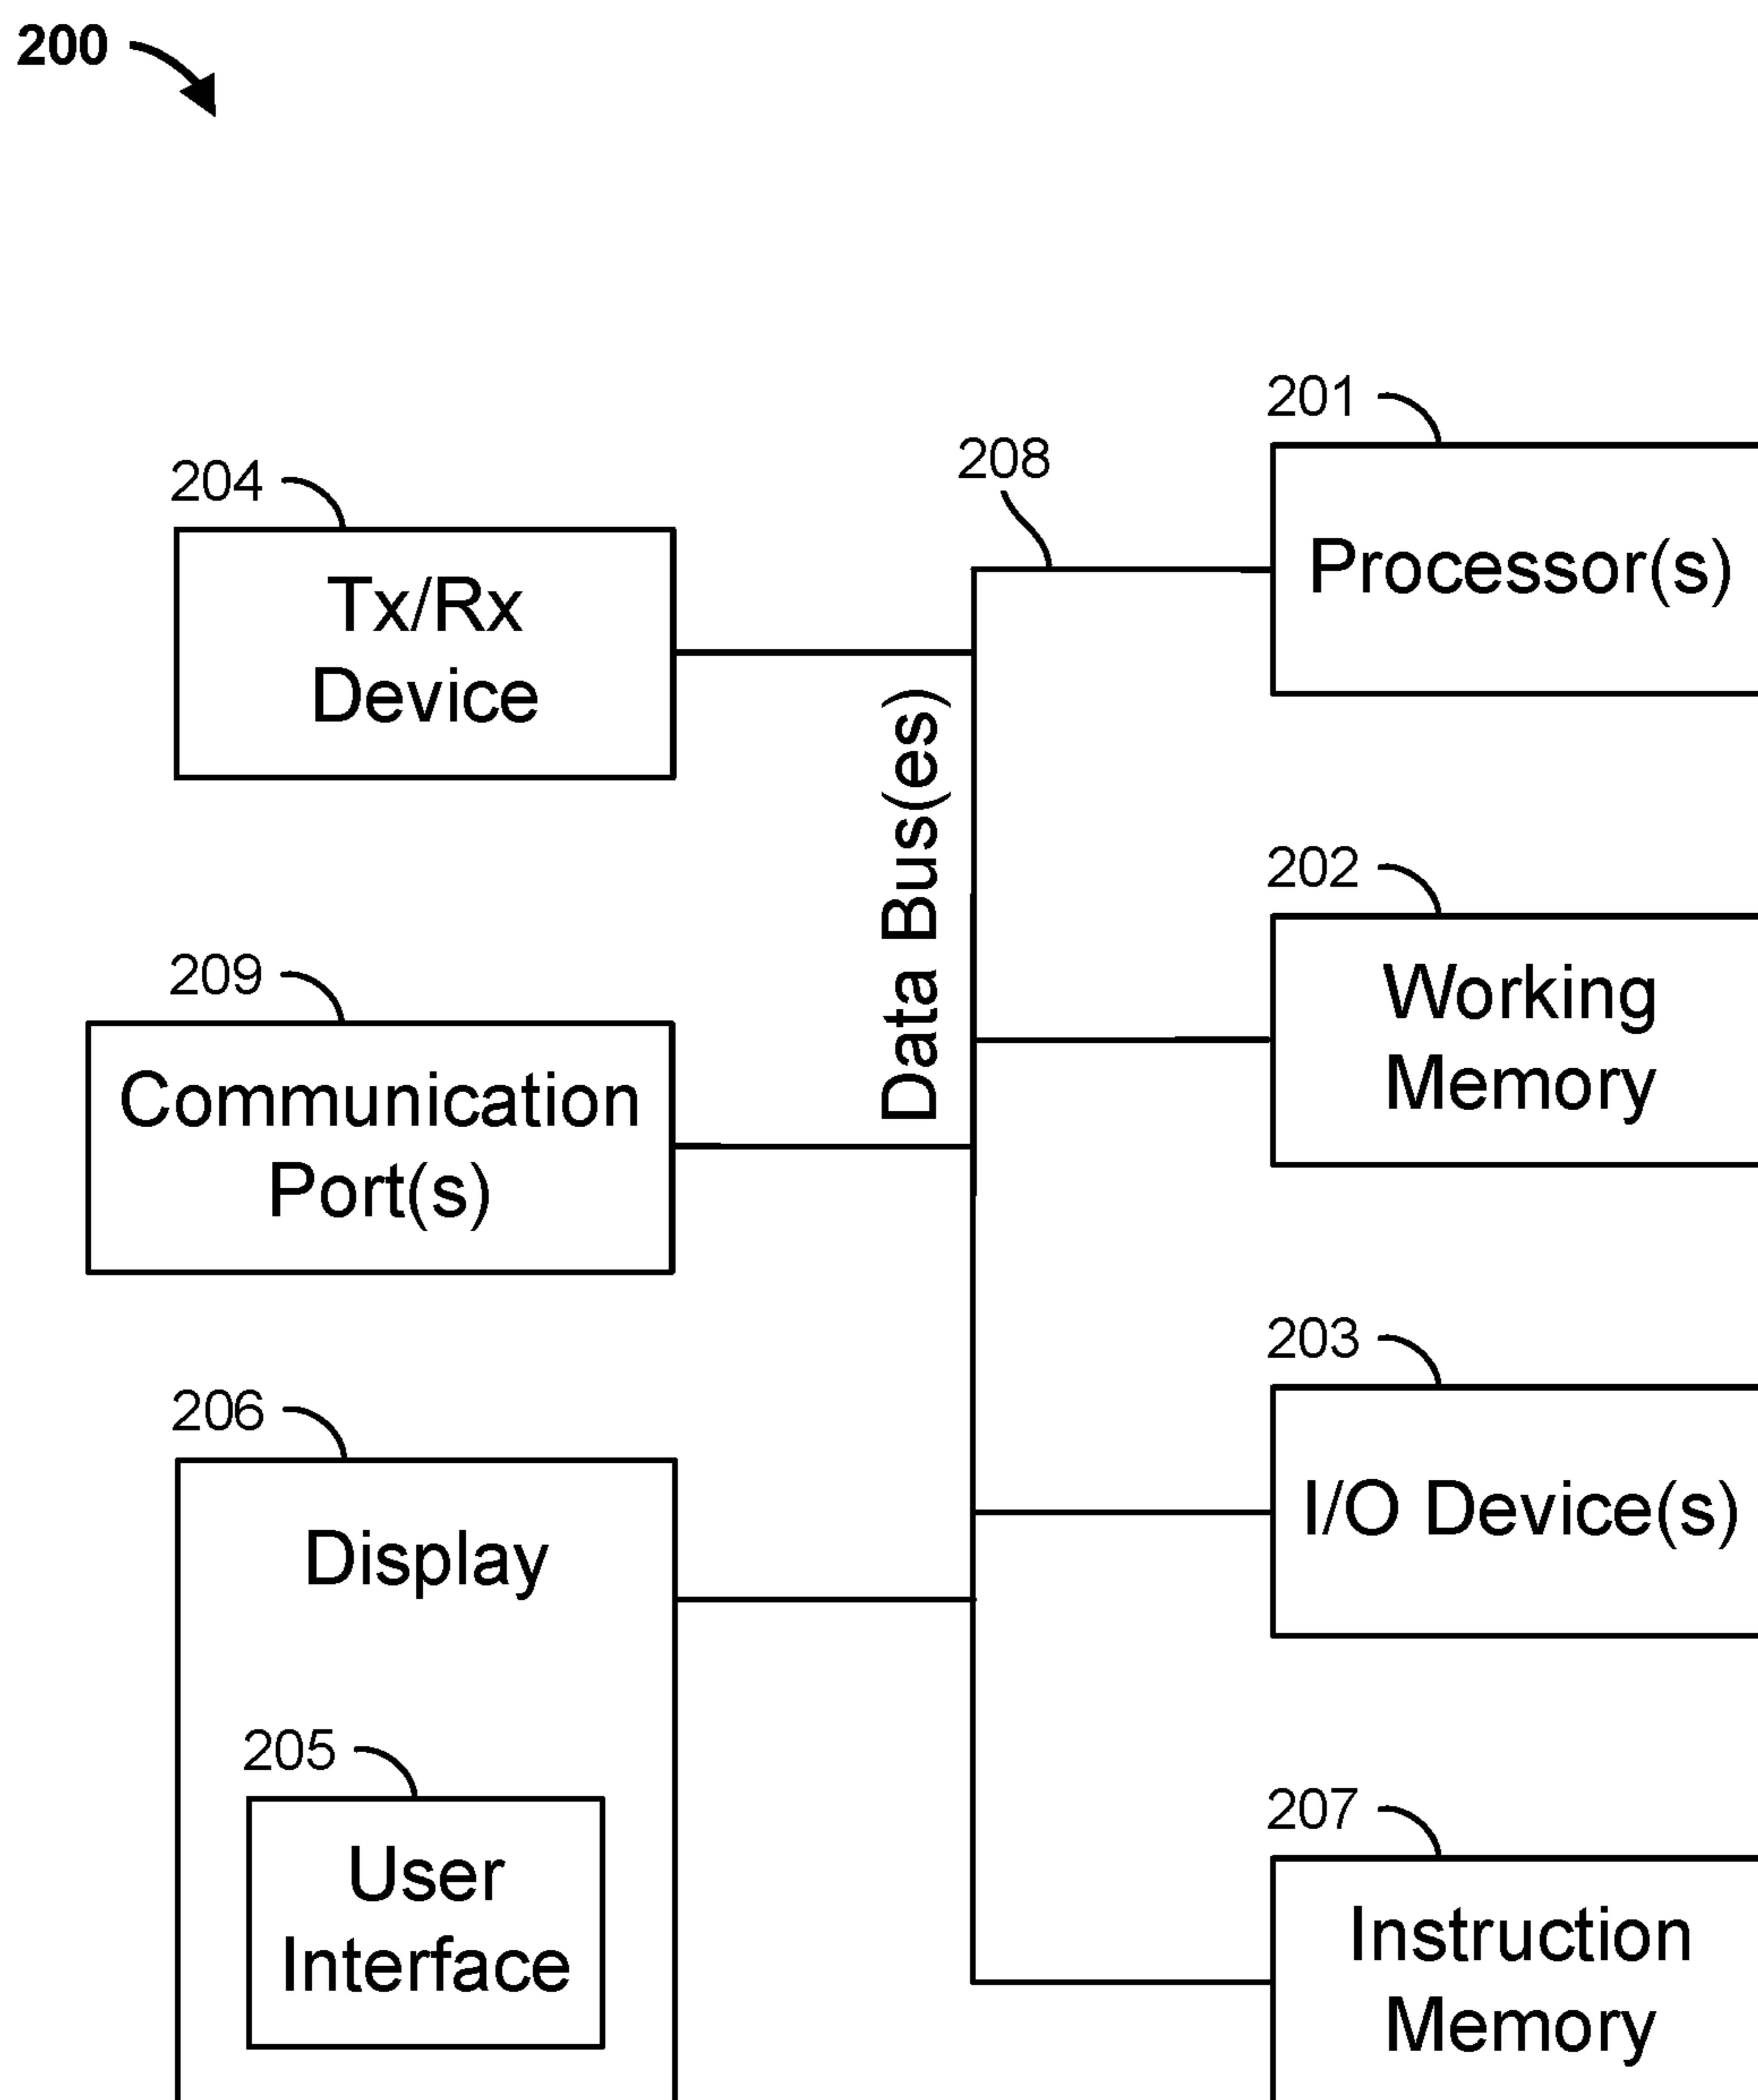 200
201
208
204
Processor(s)
Tx/Rx
Device
Data Bus(es)
202
209
Working
Memory
Communication
Port(s)
203
206
I/O Device(s)
Display
205
207
User
Interface
Instruction
Memory